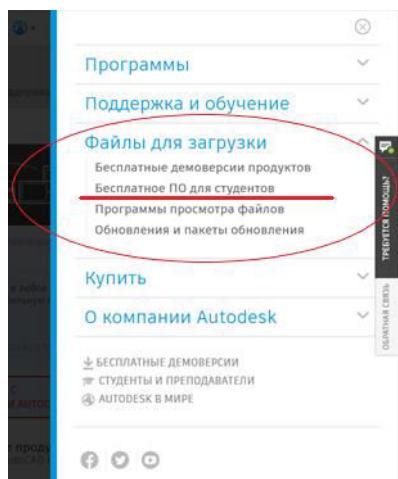 Программы
Поддержка и обучение
Файлы для загрузки
Бесплатные демоверсии продуктов
Бесплатное ПО для студентов
Программы просмотра файлов
Обновления и пакеты обновления
Купить
О компании Autodesk
БЕСПЛАТНЫЕ ДЕМОВЕРСИИ
СТУДЕНТЫ И ПРЕПОДАВАТЕЛИ
AUTODESK В МИРЕ
ТРЕБУЕТСЯ ПОМОЩЬ?
ОБРАТНАЯ СВЯЗЬ